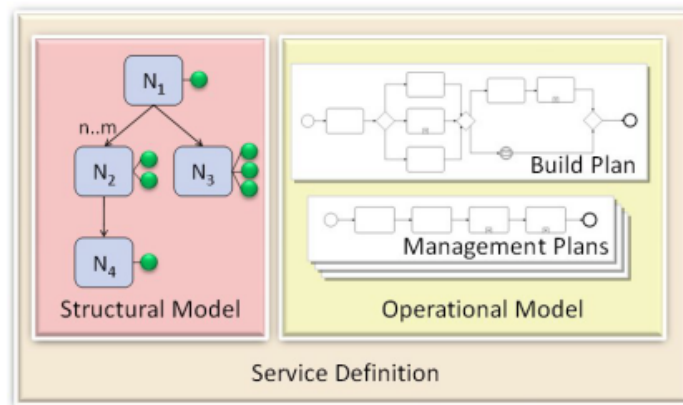 N1
n..m
N2
N3
N4
Structural Model
Build Plan
Management Plans
Operational Model
Service Definition